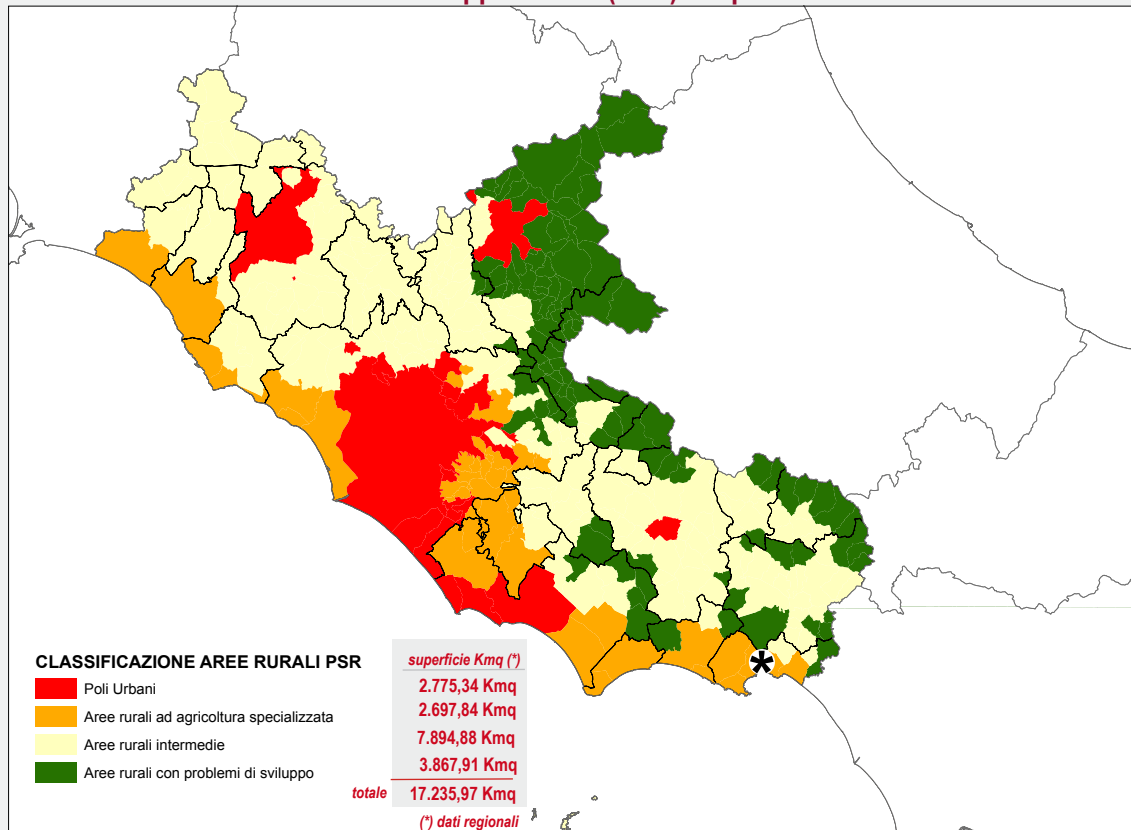 CLASSIFICAZIONE AREE RURALI PSR
superficie Kmq (*)
Poli Urbani
2.775,34 Kmq
Aree rurali ad agricoltura specializzata
2.697,84 Kmq
Aree rurali intermedie
7.894,88 Kmq
Aree rurali con problemi di sviluppo
3.867,91 Kmq
totale 17.235,97 Kmq
(*) dati regionali